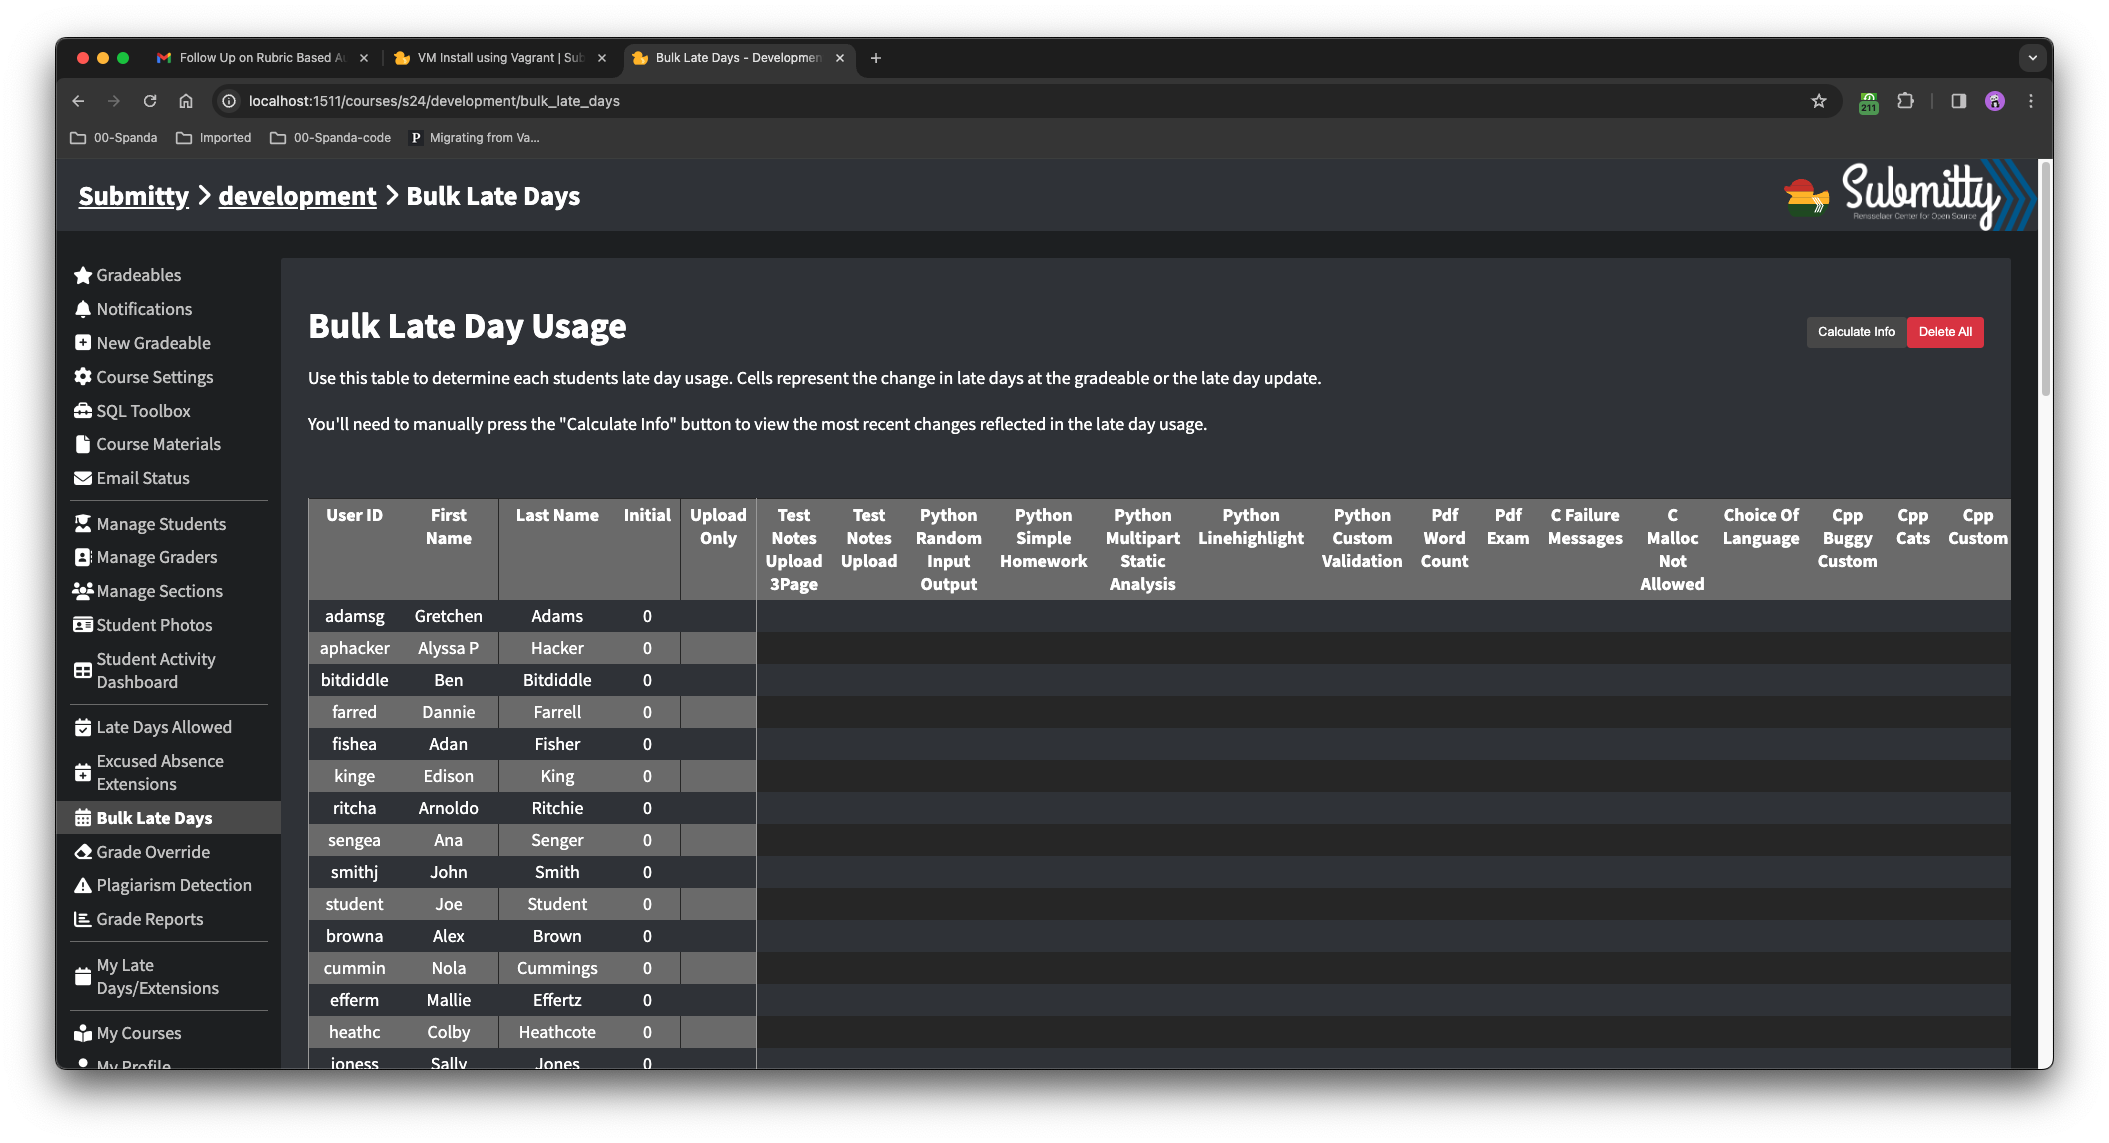 Follow Up on Rubric Based A
VM Install using Vagrant | Sub
Bulk Late Days - Developmen
localhost:1511/courses/s24/development/bulk_late_days
211
00-Spanda
Imported
00-Spanda-code
P Migrating from Va...
Submitty > development > Bulk Late Days
Submitty
Rensselaer Center for Open Source
Gradeables
Notifications
New Gradeable
Course Settings
SQL Toolbox
Course Materials
Email Status
Manage Students
Manage Graders
Manage Sections
Student Photos
Student Activity
Dashboard
Late Days Allowed
Excused Absence
Extensions
Bulk Late Days
Grade Override
Plagiarism Detection
Grade Reports
My Late
Days/Extensions
My Courses
My Profile
Bulk Late Day Usage
Calculate Info
Delete All
Use this table to determine each students late day usage. Cells represent the change in late days at the gradeable or the late day update.
You'll need to manually press the "Calculate Info" button to view the most recent changes reflected in the late day usage.
User ID
First
Name
Last Name
Initial
Upload
Only
Test
Notes
Upload
3Page
Test
Notes
Upload
Python
Random
Input
Output
Python
Simple
Homework
Python
Multipart
Static
Analysis
Python
Linehighlight
Python
Custom
Validation
Pdf
Word
Count
Pdf
Exam
C Failure
Messages
C
Malloc
Not
Allowed
Choice Of
Language
Cpp
Buggy
Custom
Cpp
Cats
Cpp
Custom
adamsg Gretchen Adams 0
aphacker Alyssa P Hacker 0
bitdiddle Ben Bitdiddle 0
farred Dannie Farrell 0
fishea Adan Fisher 0
kinge Edison King 0
ritcha Arnoldo Ritchie 0
sengea Ana Senger 0
smithj John Smith 0
student Joe Student 0
browna Alex Brown 0
cummin Nola Cummings 0
efferm Mallie Effertz 0
heathc Colby Heathcote 0
joness Sally Jones 0